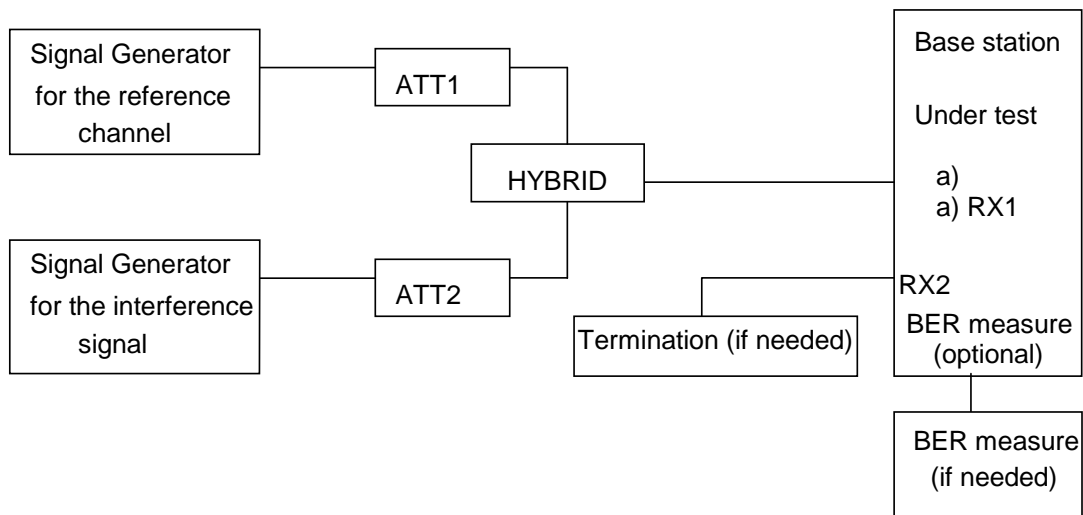 Signal Generator
for the reference
channel
ATT1
HYBRID
Signal Generator
for the interference
signal
ATT2
Termination (if needed)
Base station
Under test
a)
a) RX1
RX2
BER measure
(optional)
BER measure
(if needed)